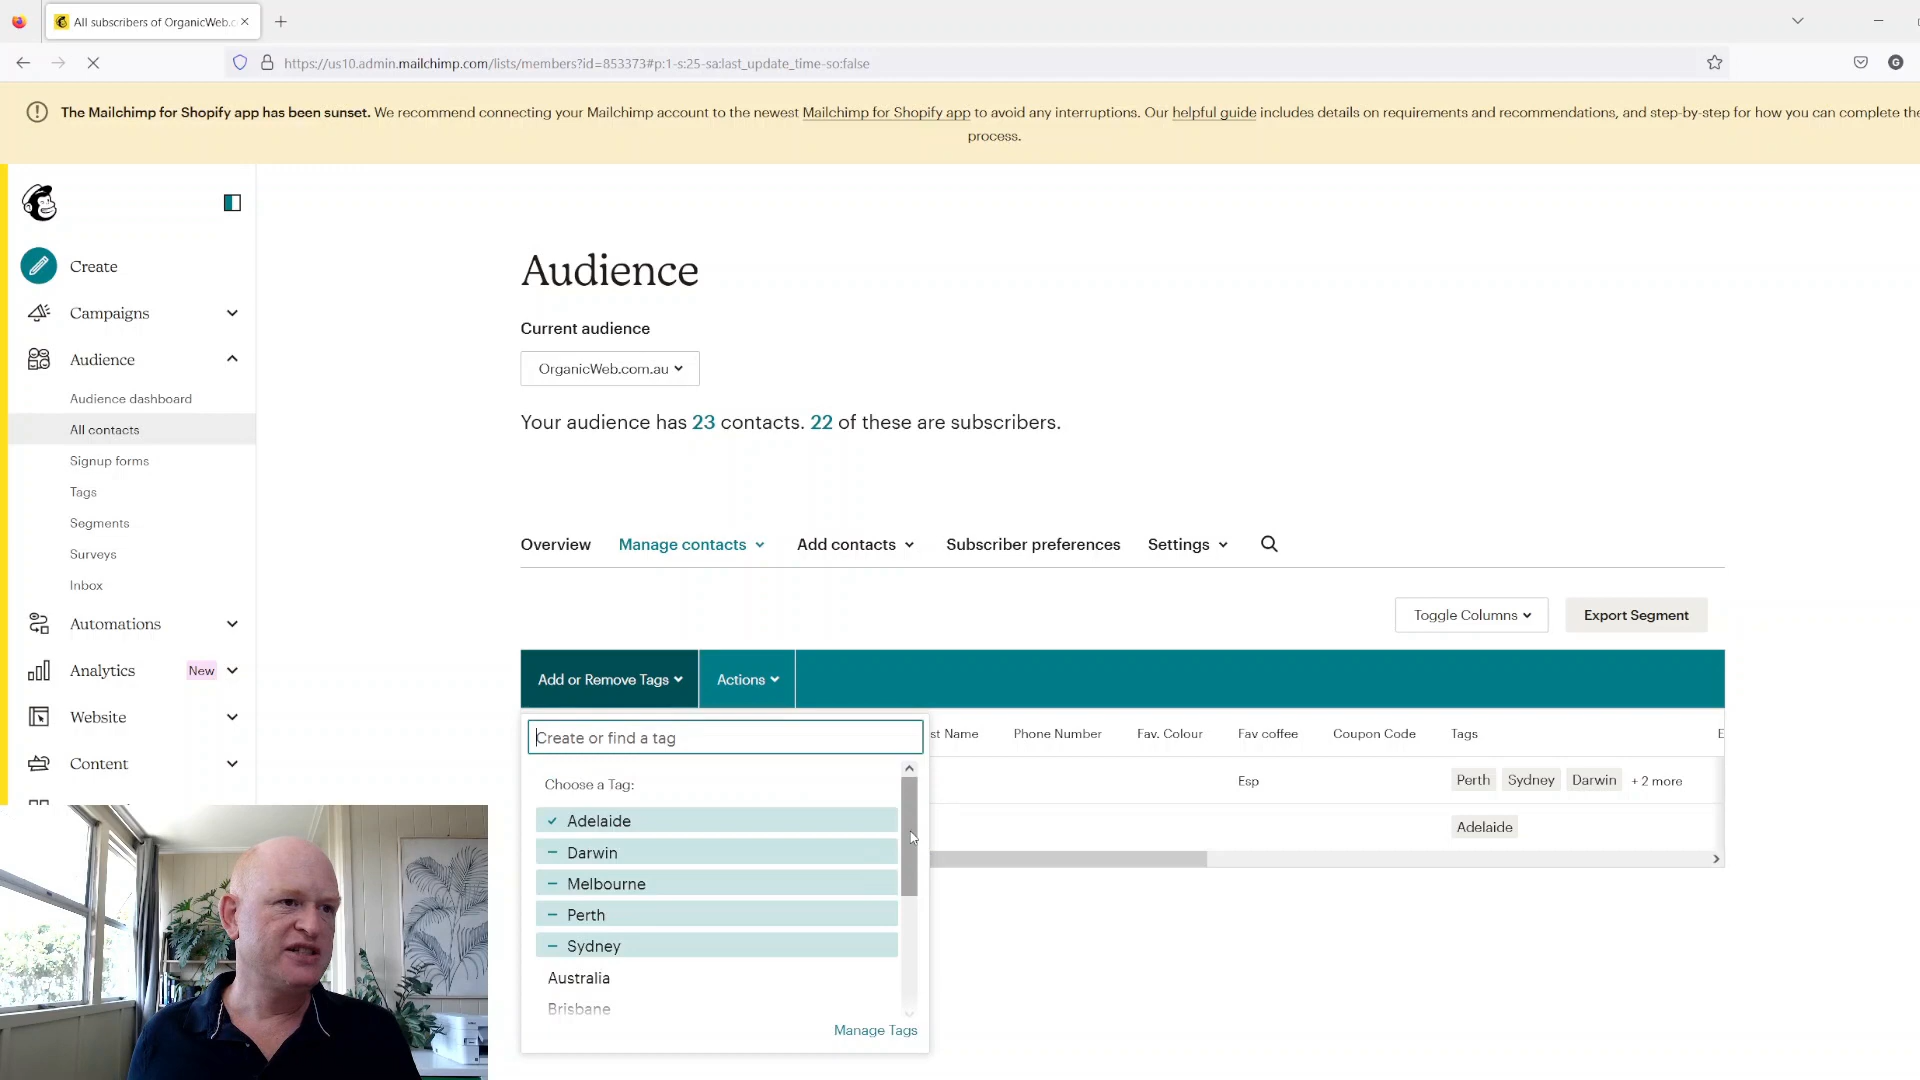 All subscribers of OrganicWeb.c
https://us10.admin.mailchimp.com/lists/members?id=853373#p:1-s:25-sa:last_update_time-so:false
G
The Mailchimp for Shopify app has been sunset. We recommend connecting your Mailchimp account to the newest Mailchimp for Shopify app to avoid any interruptions. Our helpful guide includes details on requirements and recommendations, and step-by-step for how you can complete the
process.
Create
Campaigns
Audience
Audience dashboard
All contacts
Signup forms
Tags
Segments
Surveys
Inbox
Automations
Analytics New
Website
Content
Audience
Current audience
OrganicWeb.com.au
Your audience has 23 contacts. 22 of these are subscribers.
Overview Manage contacts Add contacts Subscriber preferences Settings
Toggle Columns Export Segment
Add or Remove Tags Actions
Create or find a tag
st Name Phone Number Fav. Colour Fav coffee Coupon Code Tags E
Esp Perth Sydney Darwin + 2 more
Adelaide
Choose a Tag:
Adelaide
Darwin
Melbourne
Perth
Sydney
Australia
Brisbane
Manage Tags